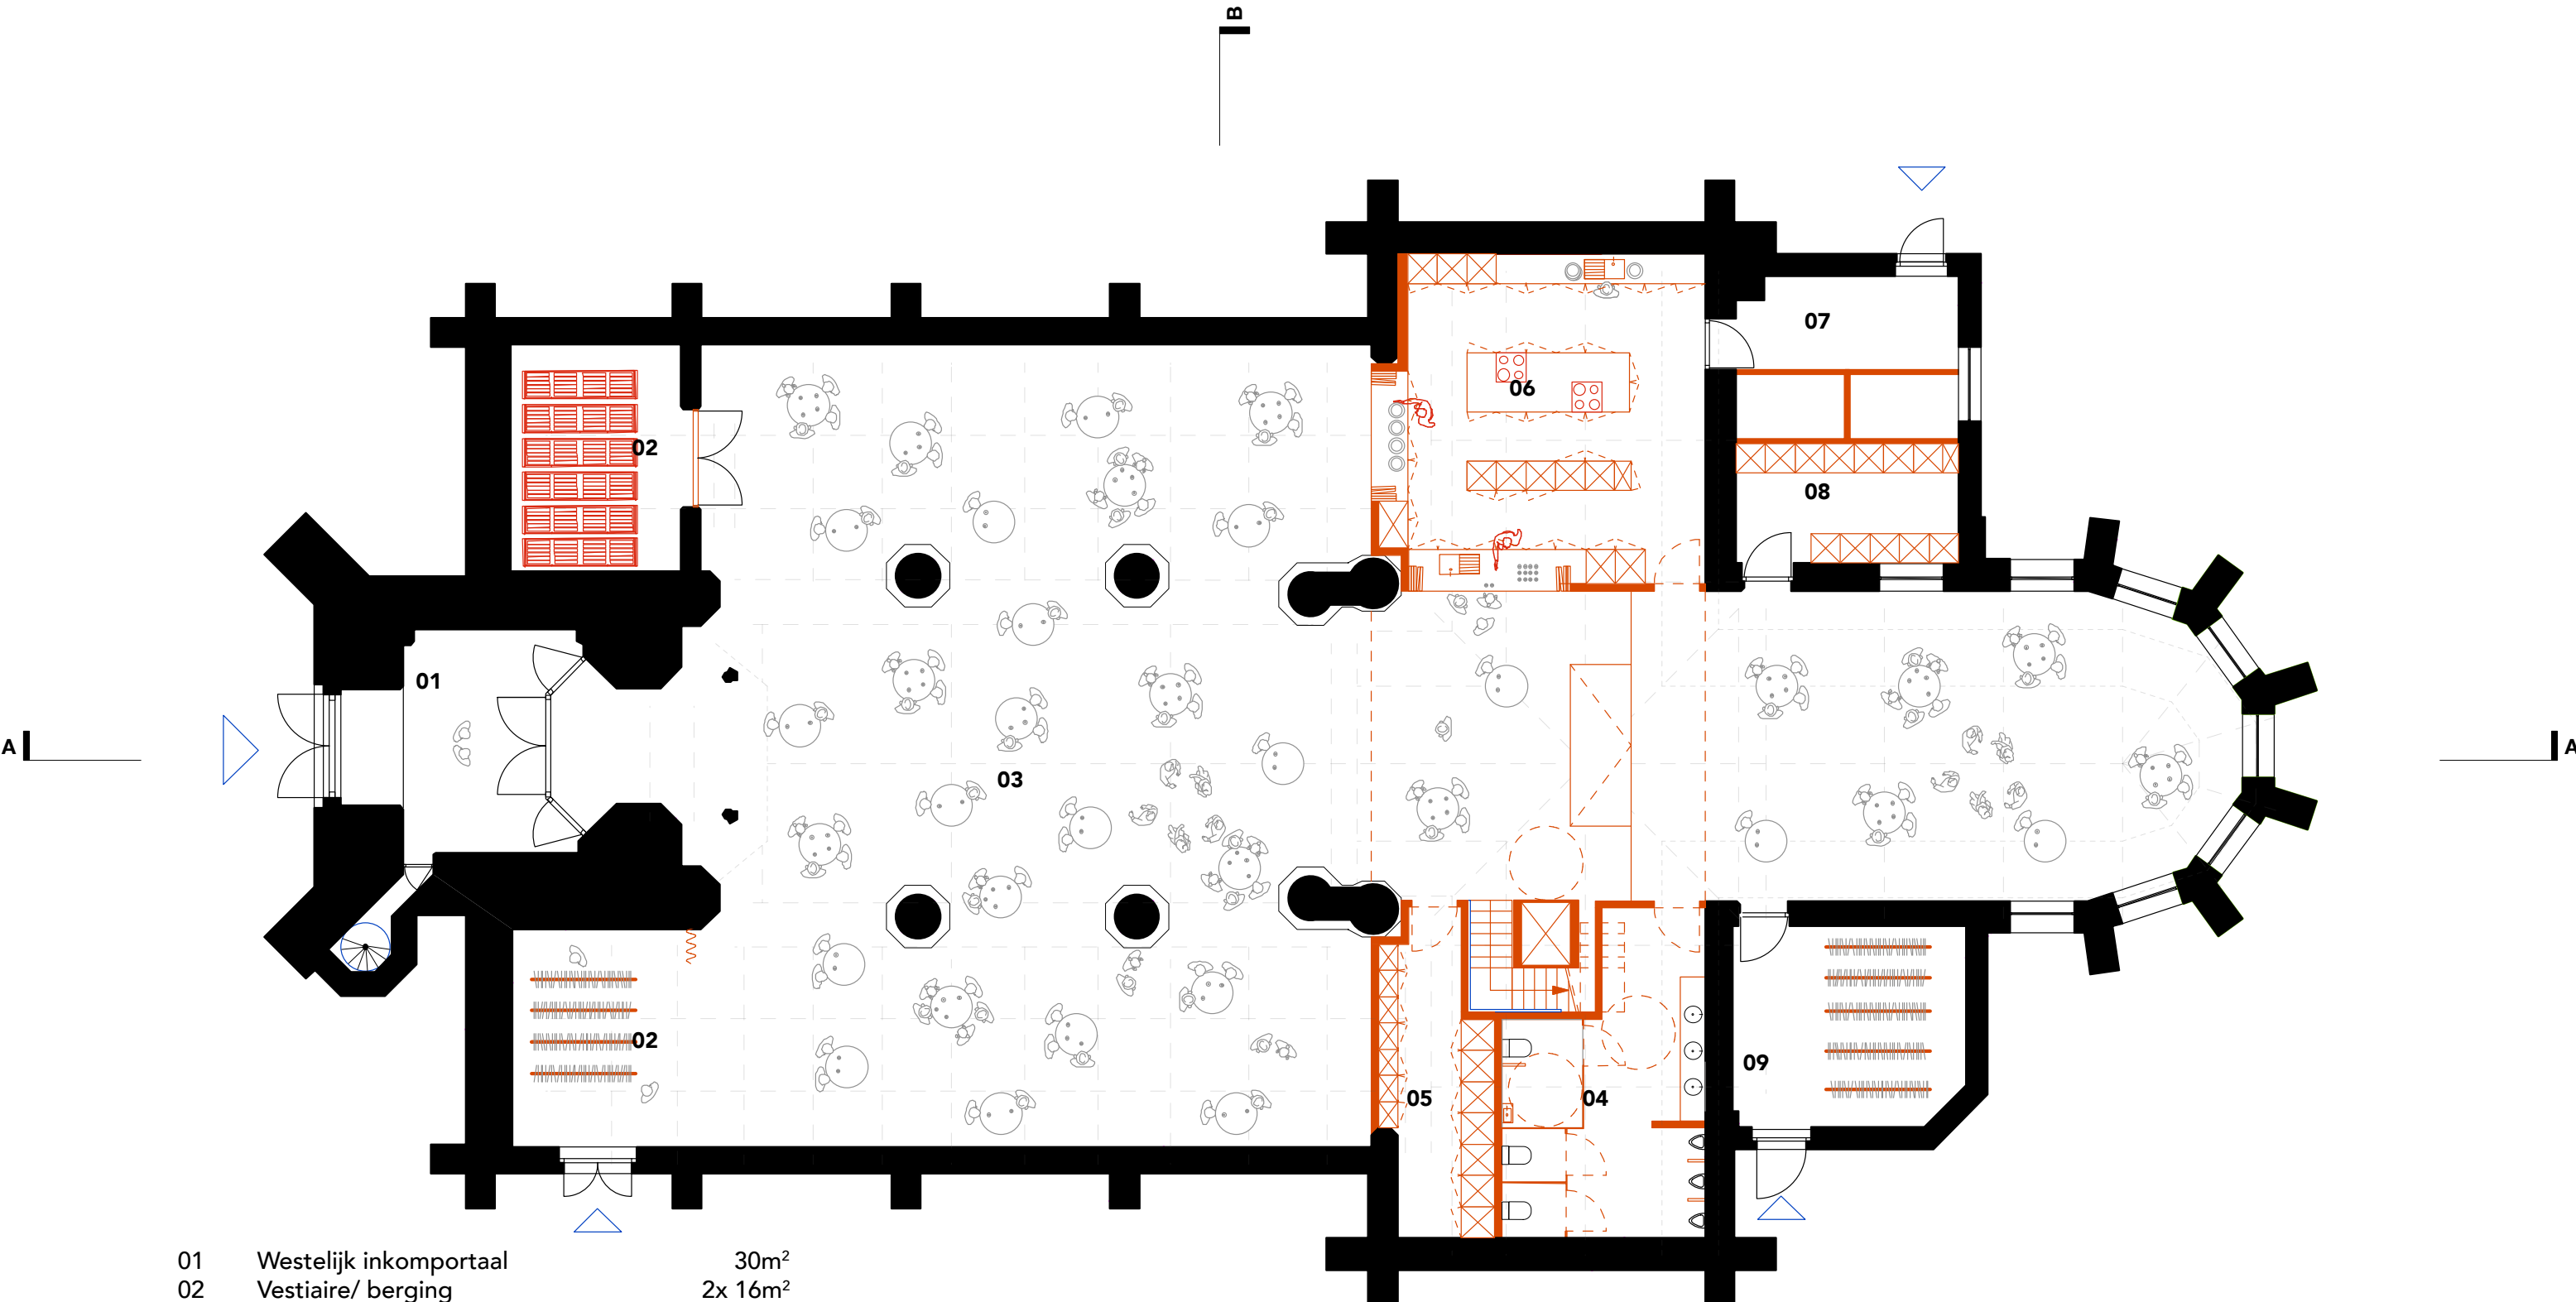 B
02
01
03
02
06
07
08
05
04
09
A
A
01 Westelijk inkomportaal 30m²
02 Vestiaire/ berging 2x 16m²